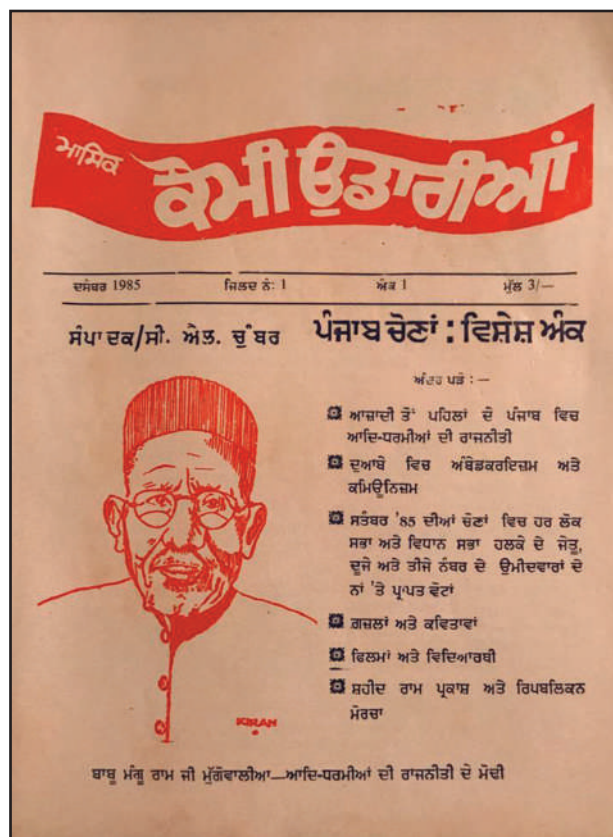 ਮਾਸਿਕ
ਕੌਮੀ ਉਡਾਰੀਆਂ
ਦਸੰਬਰ 1985 ਜਿਲਦ ਨੰ: 1 ਅੰਕ 1 ਮੁੱਲ 3/—
ਸੰਪਾਦਕ/ਸੀ. ਐਲ. ਚੁੰਬਰ
ਪੰਜਾਬ ਚੋਣਾਂ : ਵਿਸ਼ੇਸ਼ ਅੰਕ
ਅੰਦਰ ਪੜੋ : —
ਆਜ਼ਾਦੀ ਤੋਂ ਪਹਿਲਾਂ ਦੇ ਪੰਜਾਬ ਵਿਚ
ਆਦਿ-ਧਰਮੀਆਂ ਦੀ ਰਾਜਨੀਤੀ
ਦੁਆਬੇ ਵਿਚ ਅੰਬੇਡਕਰਇਜ਼ਮ ਅਤੇ
ਕਮਿਊਨਿਜ਼ਮ
ਸਤੰਬਰ '85 ਦੀਆਂ ਚੋਣਾਂ ਵਿਚ ਹਰ ਲੋਕ
ਸਭਾ ਅਤੇ ਵਿਧਾਨ ਸਭਾ ਹਲਕੇ ਦੇ ਜੇਤੂ,
ਦੂਜੇ ਅਤੇ ਤੀਜੇ ਨੰਬਰ ਦੇ ਉਮੀਦਵਾਰਾਂ ਦੇ
ਨਾਂ 'ਤੇ ਪ੍ਰਾਪਤ ਵੋਟਾਂ
ਗ਼ਜ਼ਲਾਂ ਅਤੇ ਕਵਿਤਾਵਾਂ
ਫਿਲਮਾਂ ਅਤੇ ਵਿਦਿਆਰਥੀ
ਸ਼ਹੀਦ ਰਾਮ ਪ੍ਰਕਾਸ਼ ਅਤੇ ਰਿਪਬਲਿਕਨ
ਮੋਰਚਾ
KIRAN
ਬਾਬੂ ਮੰਗੂ ਰਾਮ ਜੀ ਮੁੱਗੋਵਾਲੀਆ—ਆਦਿ-ਧਰਮੀਆਂ ਦੀ ਰਾਜਨੀਤੀ ਦੇ ਮੋਢੀ